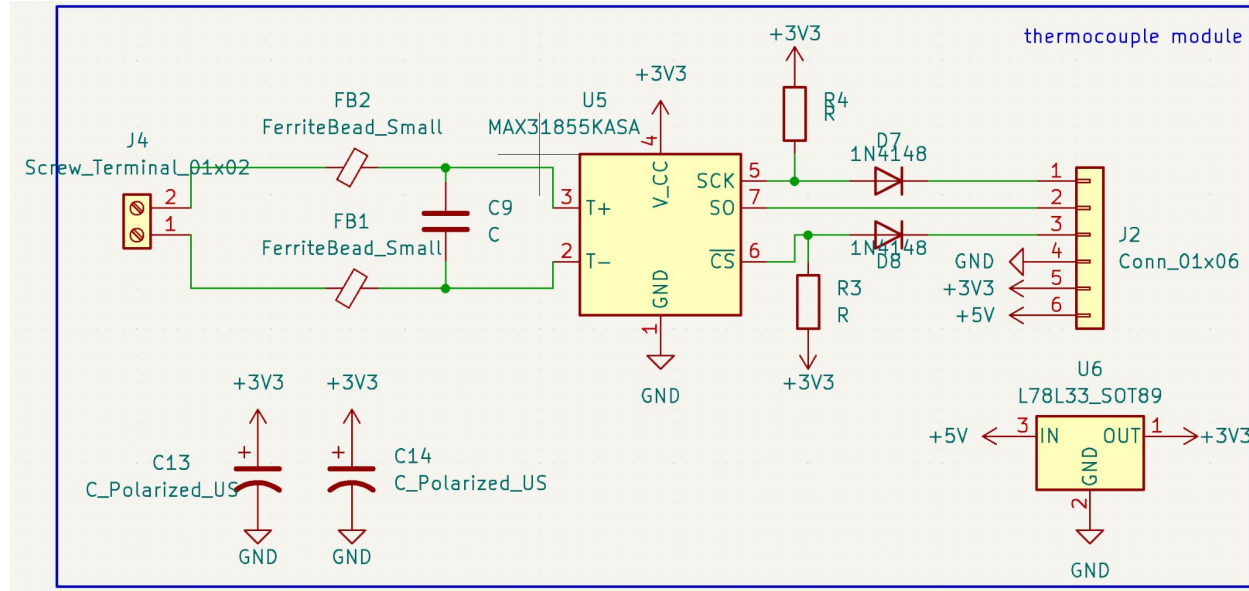 thermocouple module
+3V3
R4
R
+3V3
U5
MAX31855KASA
FB2
FerriteBead_Small
J4
Screw_Terminal_01x02
2
1
FB1
FerriteBead_Small
C9
C
3
T+
2
T-
4
V_CC
GND
1
GND
SCK
5
SO
7
CS
6
D7
1N4148
1N4148
D8
R3
R
+3V3
1
2
3
4
5
6
GND
+3V3
+5V
J2
Conn_01x06
+3V3
+
C13
C_Polarized_US
GND
+3V3
+
C14
C_Polarized_US
GND
U6
L78L33_SOT89
+5V
3
IN
OUT
1
+3V3
GND
2
GND